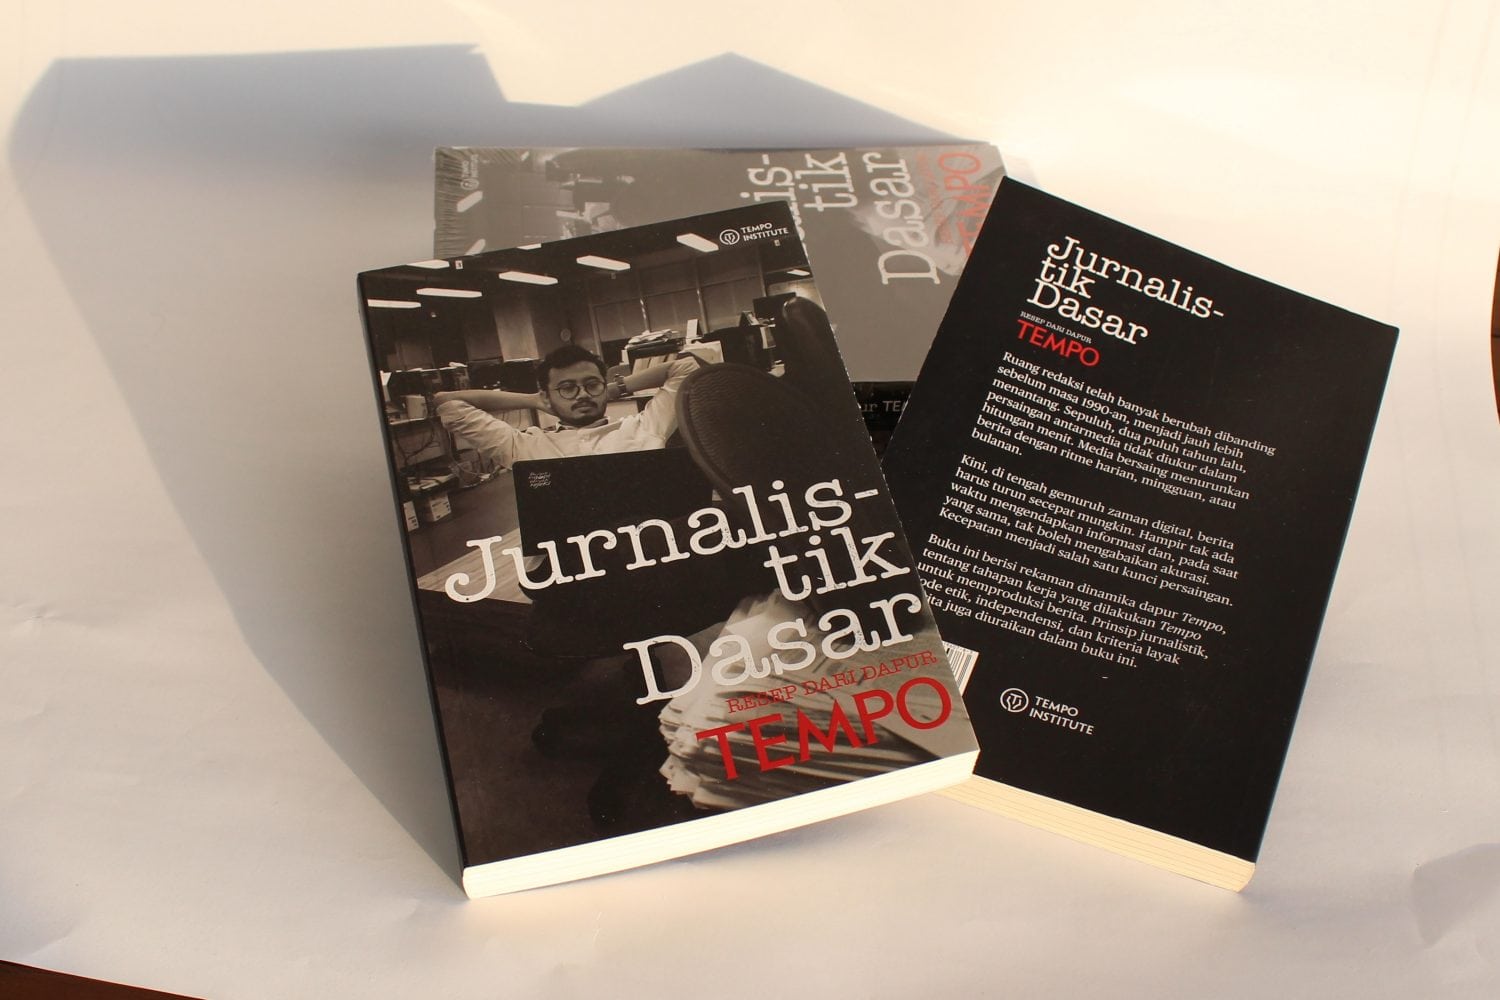 TEMPO
INSTITUTE
Jurnalis-
tik
Dasar
RESEP DARI DAPUR
TEMPO
Jurnalis-
tik
Dasar
RESEP DARI DAPUR
TEMPO
Ruang redaksi telah banyak berubah dibanding
sebelum masa 1990-an, menjadi jauh lebih
menantang. Sepuluh, dua puluh tahun lalu,
persaingan antarmedia tidak diukur dalam
hitungan menit. Media bersaing menurunkan
berita dengan ritme harian, mingguan, atau
bulanan.
Kini, di tengah gemuruh zaman digital, berita
harus turun secepat mungkin. Hampir tak ada
waktu mengendapkan informasi dan, pada saat
yang sama, tak boleh mengabaikan akurasi.
Kecepatan menjadi salah satu kunci persaingan.
Buku ini berisi rekaman dinamika dapur Tempo,
tentang tahapan kerja yang dilakukan Tempo
untuk memproduksi berita. Prinsip jurnalistik,
ode etik, independensi, dan kriteria layak
ita juga diuraikan dalam buku ini.
TEMPO
INSTITUTE
alis-
tik
Dasar
TEMPO